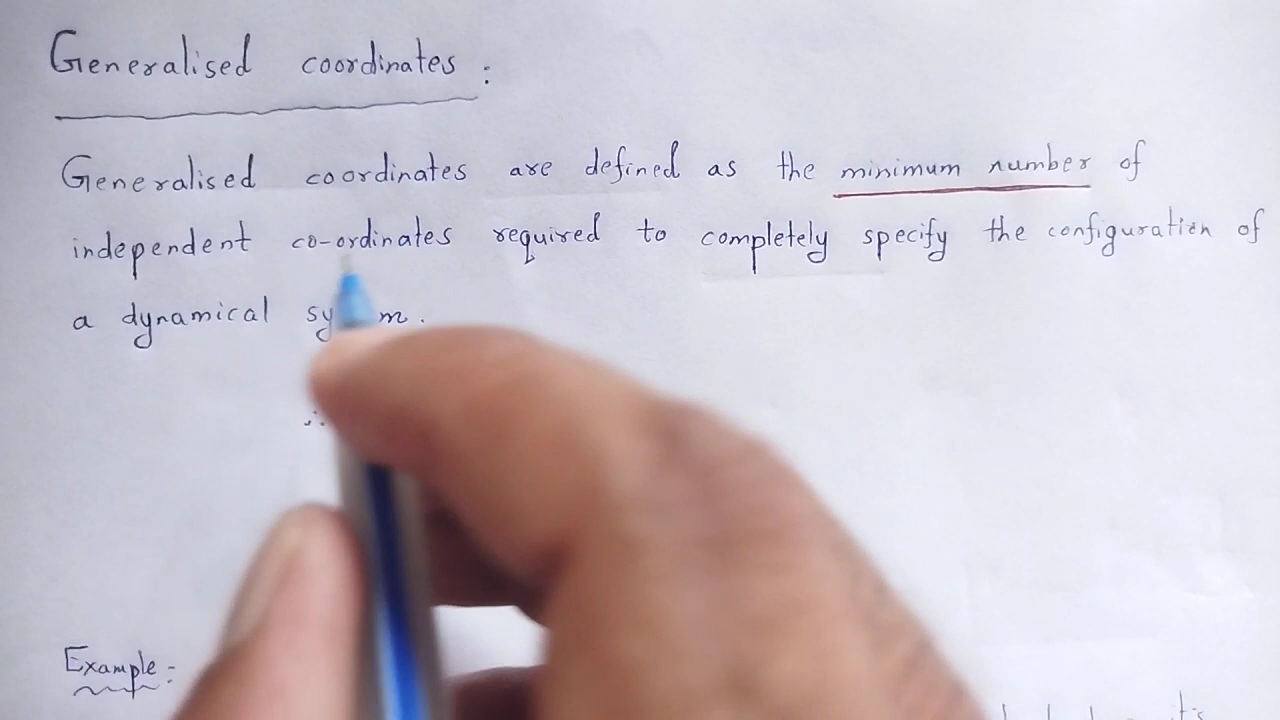 Generalised coordinates :
Generalised coordinates are defined as the minimum number of
independent co-ordinates required to completely specify the configuration of
a dynamical
Example :-